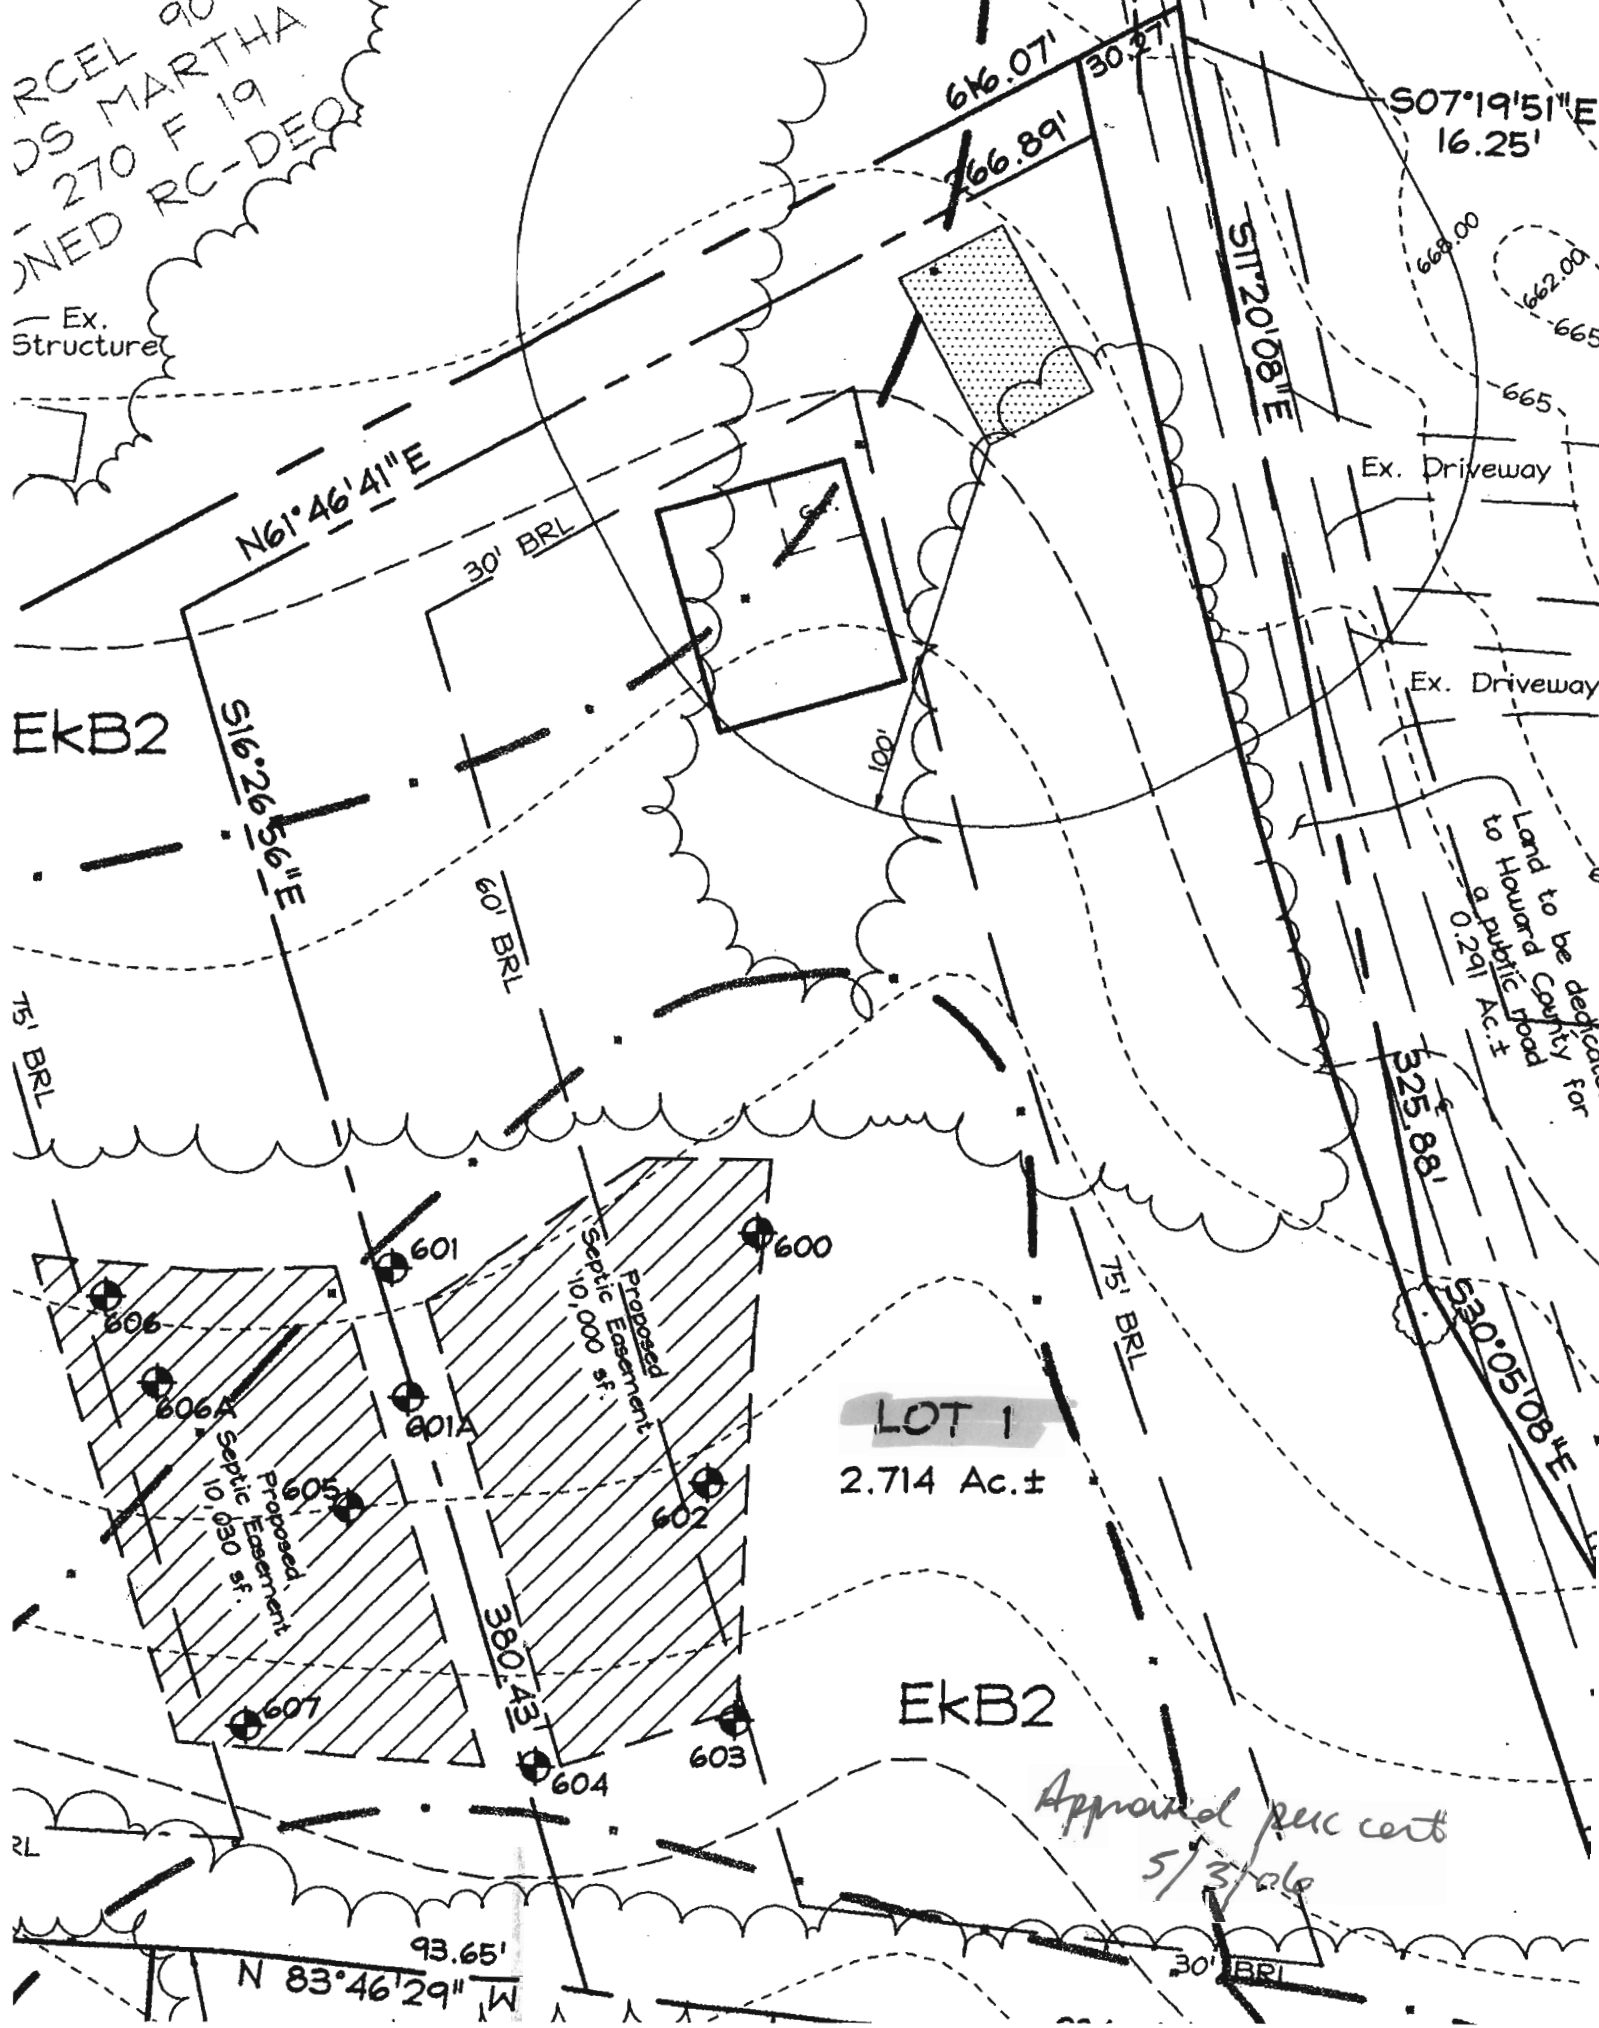 RCEL 90
DS MARTHA
270 F 19
ONED RC-DEO
Ex.
Structure
616.07'
30.27'
266.89'
S07°19'51"E
16.25'
S11°20'08"E
668.00
662.00
665
665
Ex. Driveway
Ex. Driveway
N61°46'41"E
30' BRL
EkB2
S16°26'56"E
100'
60' BRL
75' BRL
Land to be dedicate
to Howard County for
a public road
0.291 Ac.±
325.88'
601
600
606
606A
601A
605
602
Proposed
Septic Easement
10,000 sf.
Proposed
Septic Easement
10,030 sf.
75' BRL
S30°05'08"E
LOT 1
2.714 Ac.±
380.43'
607
604
603
EkB2
Approved perc cert
5/3/06
RL
93.65'
N 83°46'29" W
30' BRL